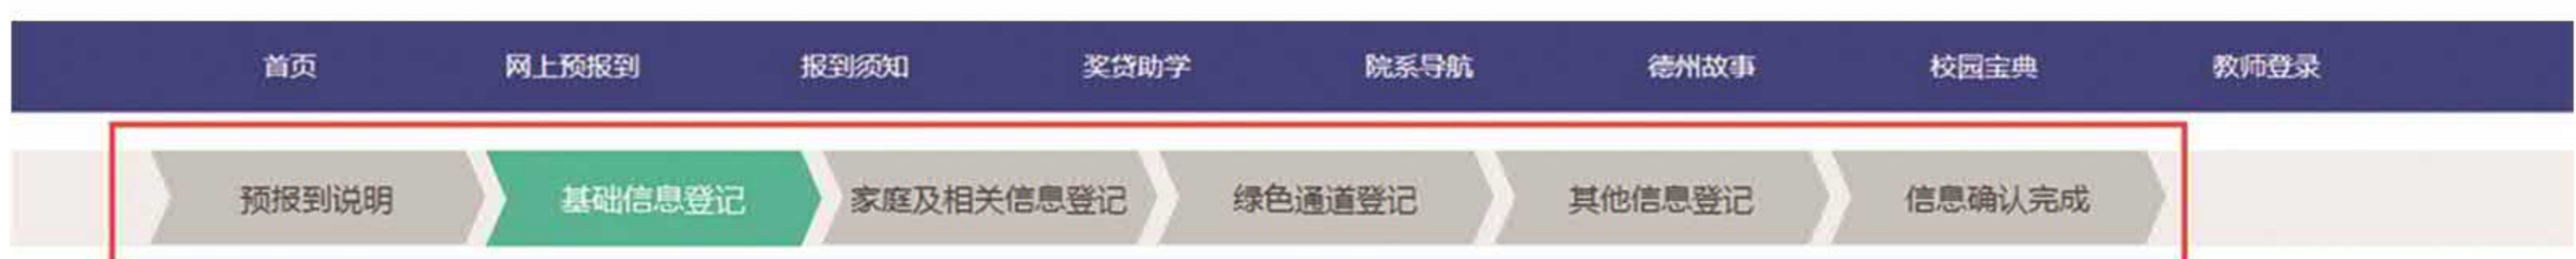 首页 网上预报到 报到须知 奖贷助学 院系导航 德州故事 校园宝典 教师登录
预报到说明 基础信息登记 家庭及相关信息登记 绿色通道登记 其他信息登记 信息确认完成